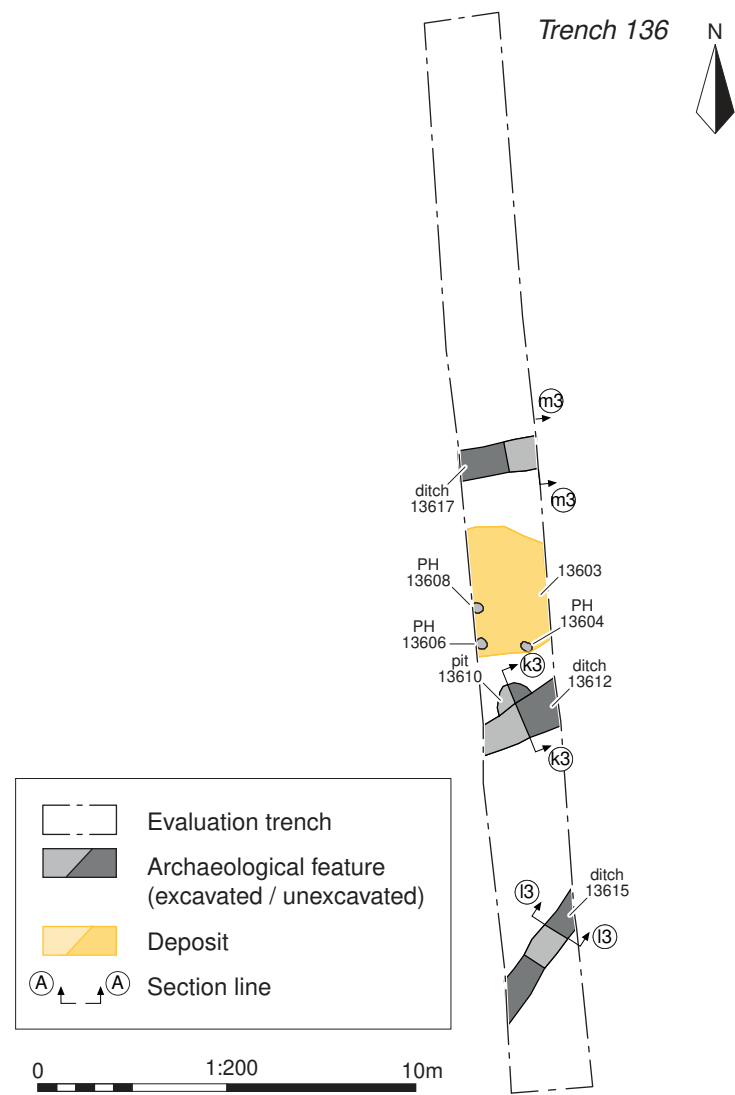 Trench 136
N
m3
ditch
13617
m3
PH
13608
13603
PH
13604
PH
13606
pit
13610
k3
ditch
13612
k3
ditch
13615
l3
l3
Evaluation trench
Archaeological feature
(excavated / unexcavated)
Deposit
A A Section line
0 1:200 10m